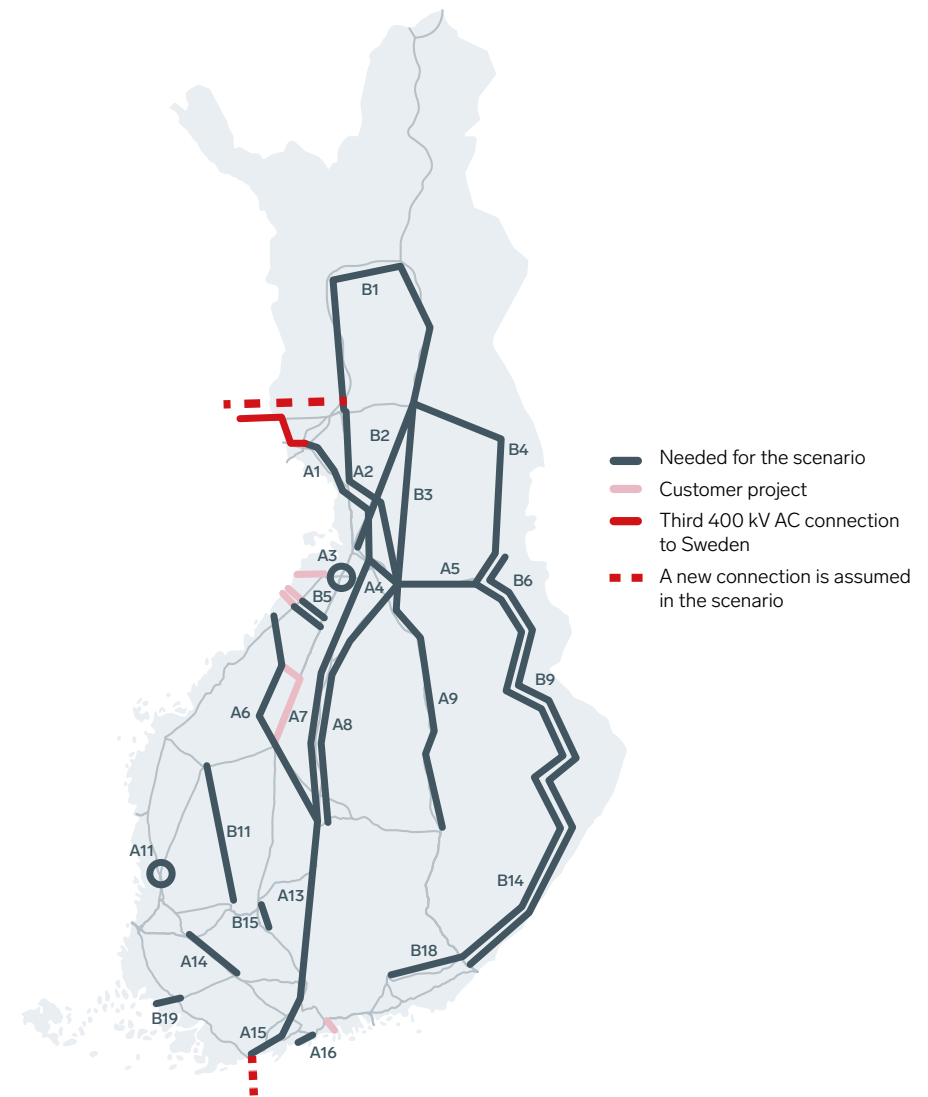 B1
B2
B4
A1
A2
B3
A3
A5
B6
A4
B5
B9
A6
A7
A8
A9
B11
A11
B14
A13
B15
B18
A14
B19
A15
A16
Needed for the scenario
Customer project
Third 400 kV AC connection
to Sweden
A new connection is assumed
in the scenario